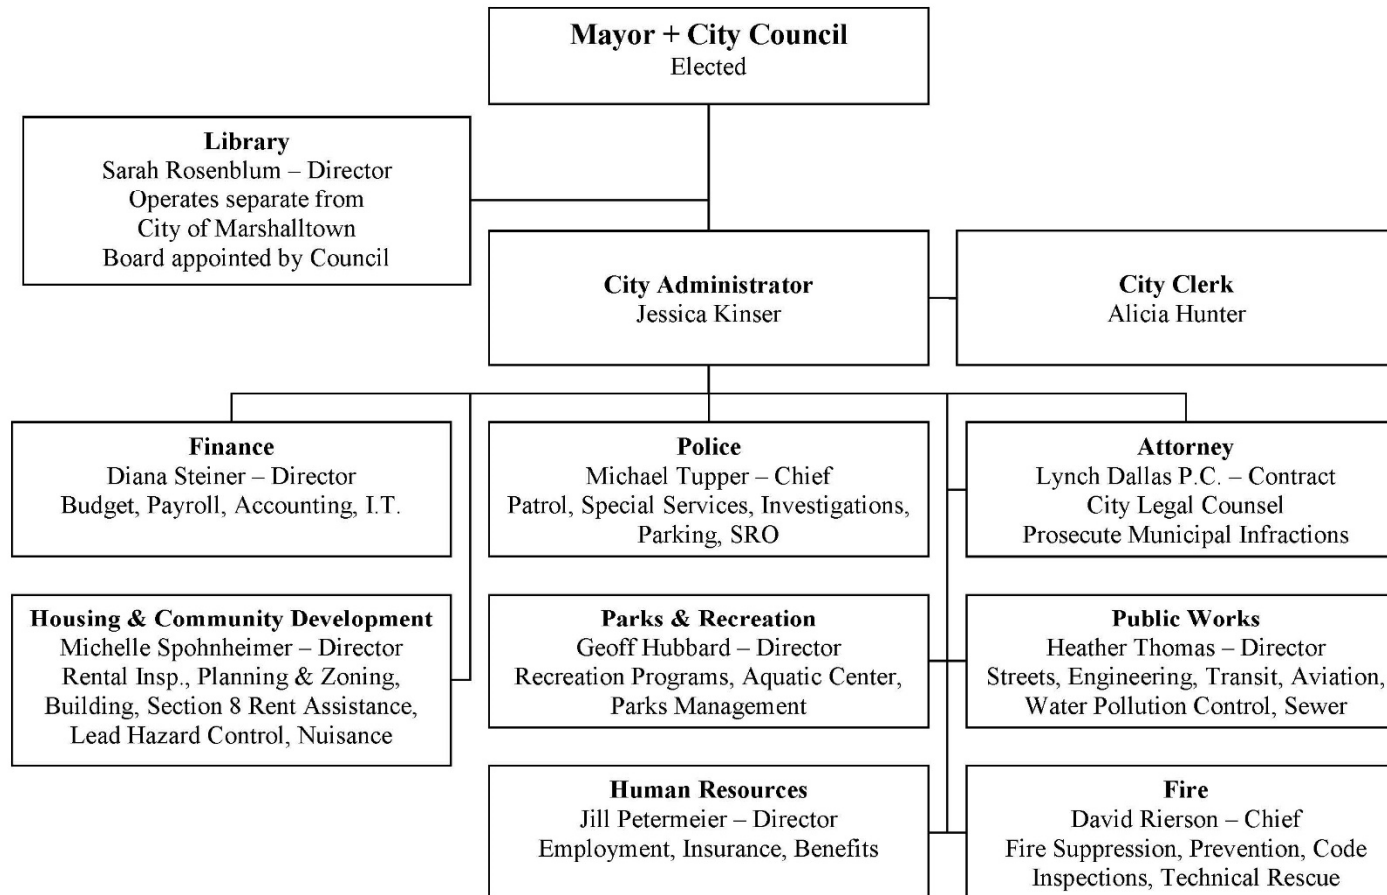 Mayor + City Council
Elected
Library
Sarah Rosenblum – Director
Operates separate from
City of Marshalltown
Board appointed by Council
City Administrator
Jessica Kinser
City Clerk
Alicia Hunter
Finance
Diana Steiner – Director
Budget, Payroll, Accounting, I.T.
Police
Michael Tupper – Chief
Patrol, Special Services, Investigations,
Parking, SRO
Attorney
Lynch Dallas P.C. – Contract
City Legal Counsel
Prosecute Municipal Infractions
Housing & Community Development
Michelle Spohnheimer – Director
Rental Insp., Planning & Zoning,
Building, Section 8 Rent Assistance,
Lead Hazard Control, Nuisance
Parks & Recreation
Geoff Hubbard – Director
Recreation Programs, Aquatic Center,
Parks Management
Public Works
Heather Thomas – Director
Streets, Engineering, Transit, Aviation,
Water Pollution Control, Sewer
Human Resources
Jill Petermeier – Director
Employment, Insurance, Benefits
Fire
David Rierson – Chief
Fire Suppression, Prevention, Code
Inspections, Technical Rescue